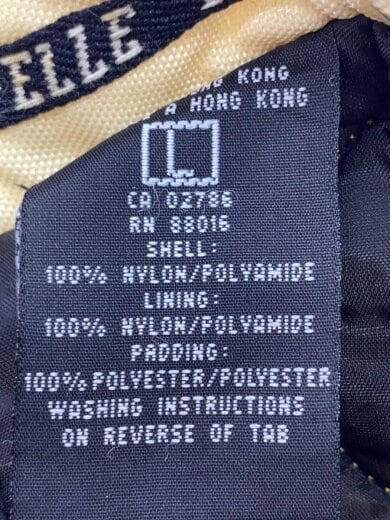 ELLE
HONG KONG
A HONG KONG
L
CA 02786
RN 88016
SHELL:
100% NYLON/POLYAMIDE
LINING:
100% NYLON/POLYAMIDE
PADDING:
100% POLYESTER/POLYESTER
WASHING INSTRUCTIONS
ON REVERSE OF TAB